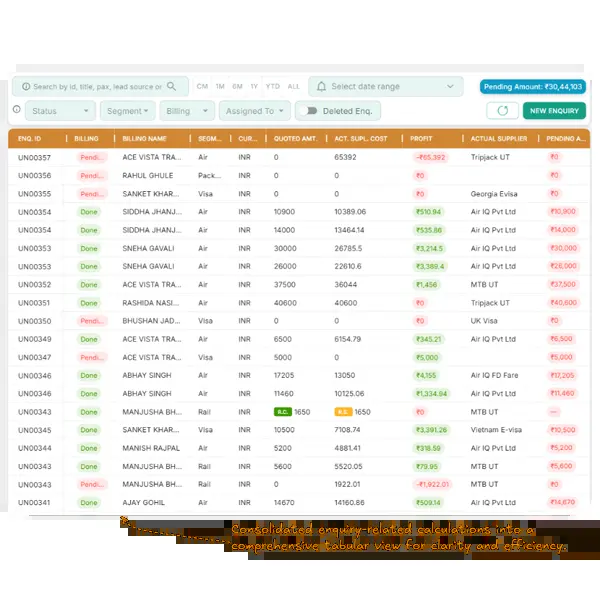 Search by id, title, pax, lead source or
CM 1M 6M 1Y YTD ALL
Select date range
Pending Amount: ₹30,44,103
Status Segment Billing Assigned To Deleted Enq. NEW ENQUIRY
ENQ. ID BILLING BILLING NAME SEGM... CUR... QUOTED AMT. ACT. SUPL. COST PROFIT ACTUAL SUPPLIER PENDING A...
UN00357 Pendi... ACE VISTA TRA... Air INR 0 65392 -₹65,392 Tripjack UT ₹0
UN00356 Pendi... RAHUL GHULE Pack... INR 0 0 ₹0 ₹0
UN00355 Pendi... SANKET KHAR... Visa INR 0 0 ₹0 Georgia Evisa ₹0
UN00354 Done SIDDHA JHANJ... Air INR 10900 10389.06 ₹510.94 Air IQ Pvt Ltd ₹10,900
UN00354 Done SIDDHA JHANJ... Air INR 14000 13464.14 ₹535.86 Air IQ Pvt Ltd ₹14,000
UN00353 Done SNEHA GAVALI Air INR 30000 26785.5 ₹3,214.5 Air IQ Pvt Ltd ₹30,000
UN00353 Done SNEHA GAVALI Air INR 26000 22610.6 ₹3,389.4 Air IQ Pvt Ltd ₹26,000
UN00352 Done ACE VISTA TRA... Air INR 37500 36044 ₹1,456 MTB UT ₹37,500
UN00351 Done RASHIDA NASI... Air INR 40600 40600 ₹0 Tripjack UT ₹40,600
UN00350 Pendi... BHUSHAN JAD... Visa INR 0 0 ₹0 UK Visa ₹0
UN00349 Done ACE VISTA TRA... Air INR 6500 6154.79 ₹345.21 Air IQ Pvt Ltd ₹6,500
UN00347 Pendi... ACE VISTA TRA... Visa INR 5000 0 ₹5,000 ₹5,000
UN00346 Done ABHAY SINGH Air INR 17205 13050 ₹4,155 Air IQ FD Fare ₹17,205
UN00346 Done ABHAY SINGH Air INR 11460 10125.06 ₹1,334.94 Air IQ Pvt Ltd ₹11,460
UN00343 Done MANJUSHA BH... Rail INR R.C. 1650 R.S. 1650 ₹0 MTB UT —
UN00345 Done SANKET KHAR... Visa INR 10500 7108.74 ₹3,391.26 Vietnam E-visa ₹10,500
UN00344 Done MANISH RAJPAL Air INR 5200 4881.41 ₹318.59 Air IQ Pvt Ltd ₹5,200
UN00343 Done MANJUSHA BH... Rail INR 5600 5520.05 ₹79.95 MTB UT ₹5,600
UN00343 Pendi... MANJUSHA BH... Rail INR 0 1922.01 -₹1,922.01 MTB UT ₹0
UN00341 Done AJAY GOHIL Air INR 14670 14160.86 ₹509.14 Air IQ Pvt Ltd ₹14,670
Consolidated enquiry-related calculations into a
comprehensive tabular view for clarity and efficiency.